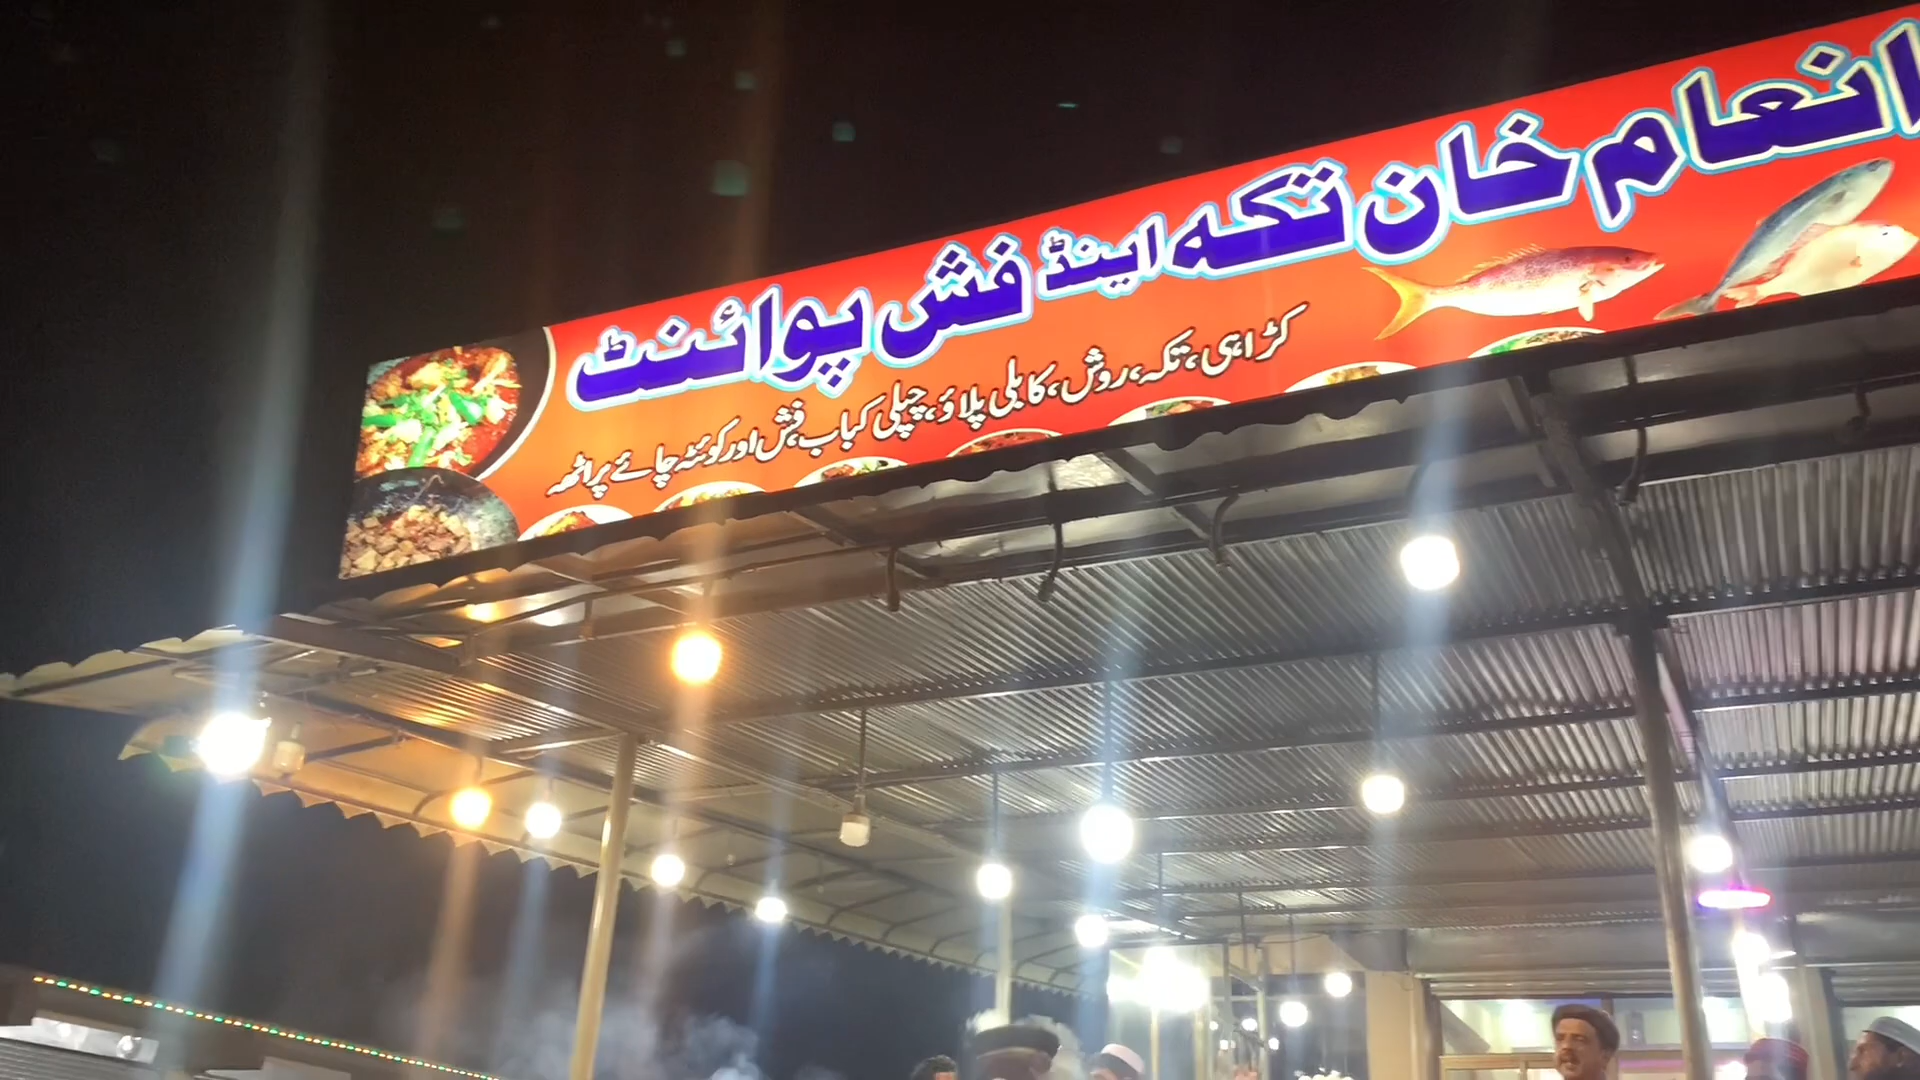 انعام خان تکہ اینڈ فش پوائنٹ
کڑاہی، تکہ، روش، کابلی پلاؤ، چپلی کباب، فش اور کوئٹہ چائے پراٹھہ